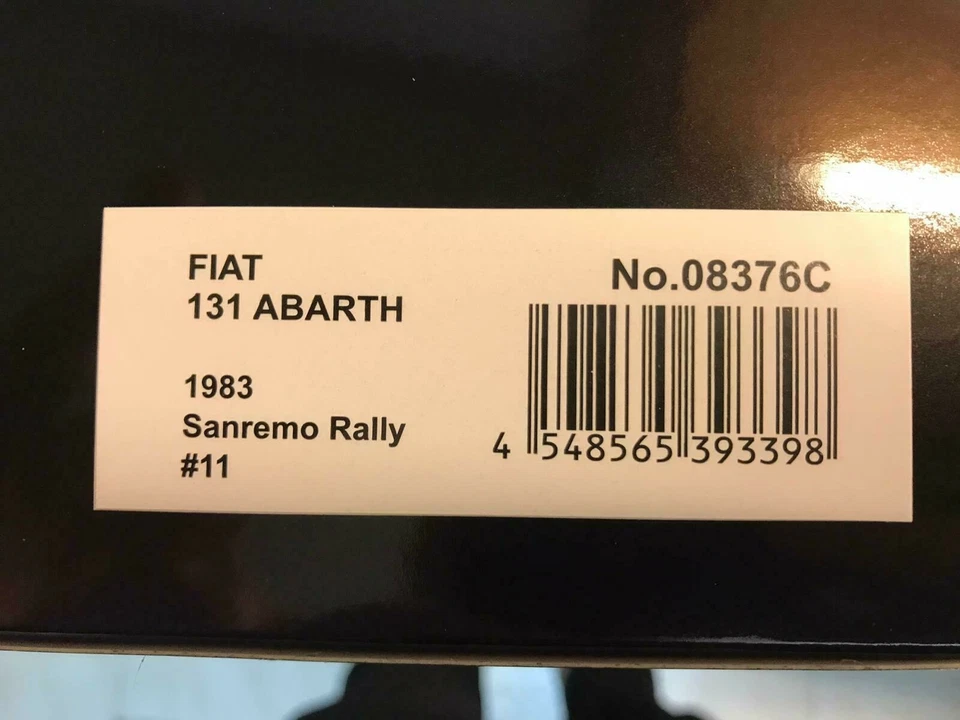 FIAT
131 ABARTH
1983
Sanremo Rally
#11
No.08376C
4 548565 393398